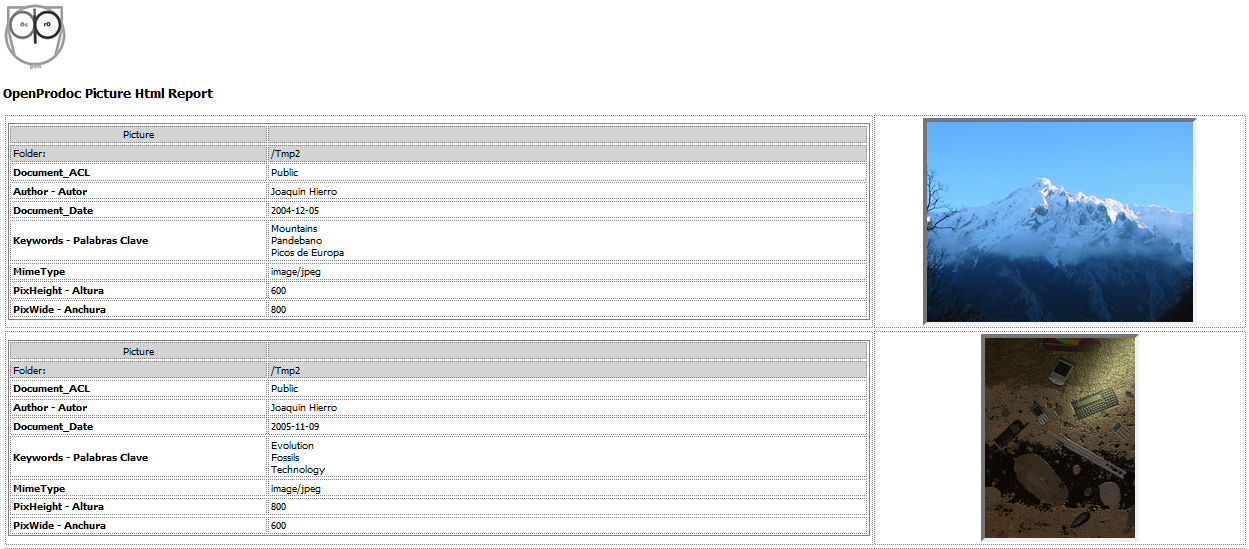 Oc rO
pen
OpenProdoc Picture Html Report
Picture
Folder: /Tmp2
Document_ACL Public
Author - Autor Joaquin Hierro
Document_Date 2004-12-05
Keywords - Palabras Clave Mountains
Pandebano
Picos de Europa
MimeType image/jpeg
PixHeight - Altura 600
PixWide - Anchura 800
Picture
Folder: /Tmp2
Document_ACL Public
Author - Autor Joaquin Hierro
Document_Date 2005-11-09
Keywords - Palabras Clave Evolution
Fossils
Technology
MimeType image/jpeg
PixHeight - Altura 800
PixWide - Anchura 600